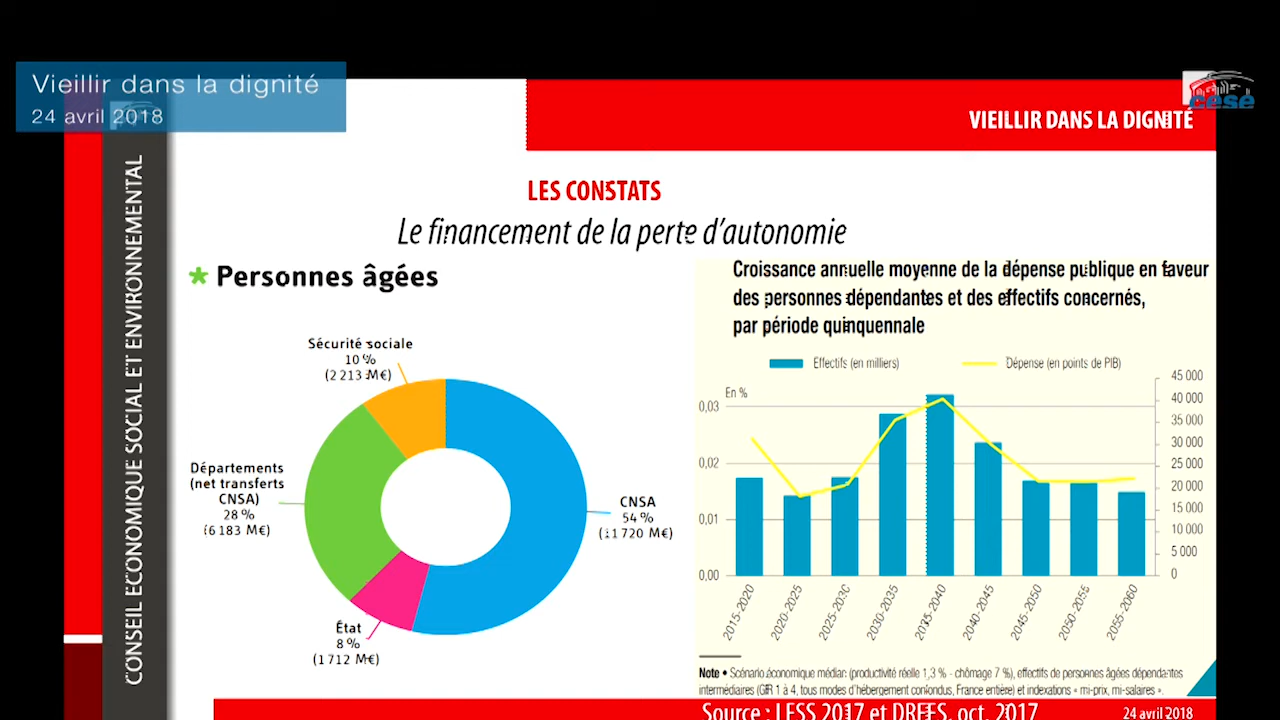 Vieillir dans la dignité
24 avril 2018
cese
VIEILLIR DANS LA DIGNITÉ
CONSEIL ECONOMIQUE SOCIAL ET ENVIRONNEMENTAL
LES CONSTATS
Le financement de la perte d'autonomie
* Personnes âgées
Sécurité sociale
10 %
(2 213 M€)
Départements
(net transferts
CNSA)
28 %
(6 183 M€)
CNSA
54 %
(11 720 M€)
État
8 %
(1 712 M€)
Croissance annuelle moyenne de la dépense publique en faveur
des personnes dépendantes et des effectifs concernés,
par période quinquennale
Effectifs (en milliers)
Dépense (en points de PIB)
En %
0,03
0,02
0,01
0,00
45 000
40 000
35 000
30 000
25 000
20 000
15 000
10 000
5 000
0
2015-2020
2020-2025
2025-2030
2030-2035
2035-2040
2040-2045
2045-2050
2050-2055
2055-2060
Note • Scénario économique médian (productivité réelle 1,3 % - chômage 7 %), effectifs de personnes âgées dépendantes
intermédiaires (GIR 1 à 4, tous modes d'hébergement confondus, France entière) et indexations « mi-prix, mi-salaires ».
Source : LFSS 2017 et DREES, oct. 2017
24 avril 2018